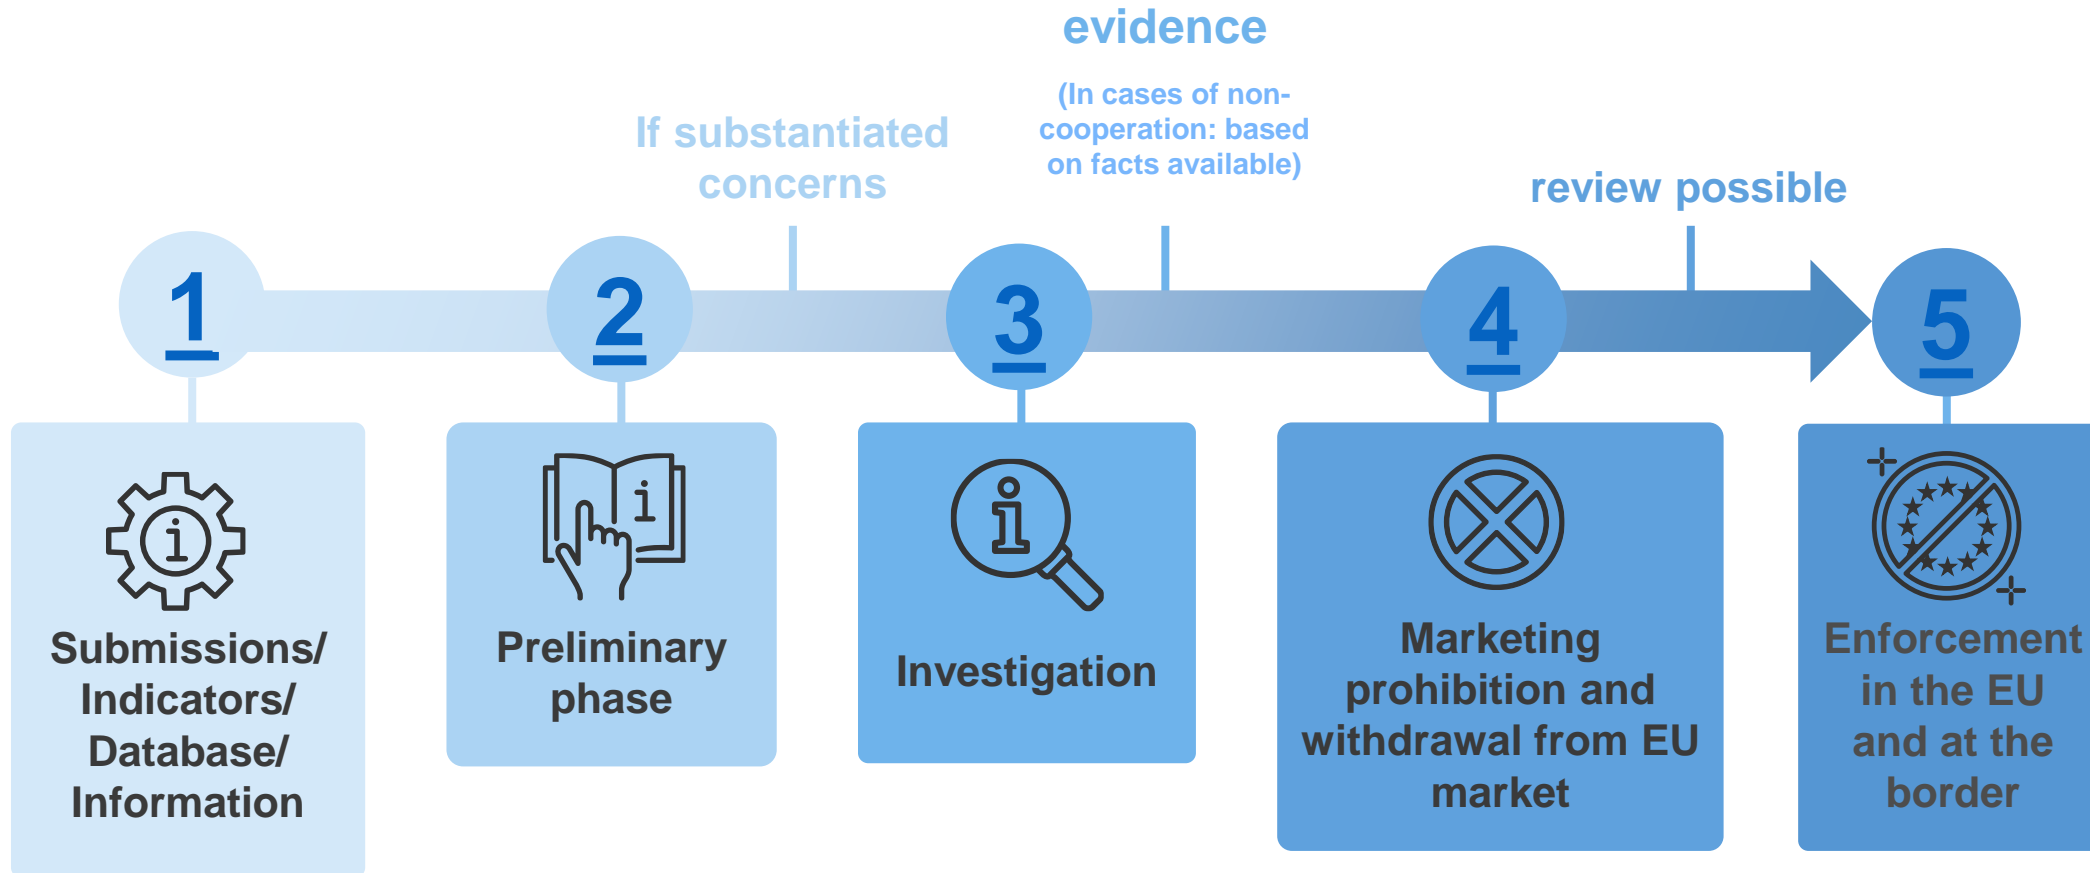 evidence
(In cases of non-
cooperation: based
on facts available)
If substantiated
concerns
review possible
1
2
3
4
5
i
i
i
Submissions/
Indicators/
Database/
Information
Preliminary
phase
Investigation
Marketing
prohibition and
withdrawal from EU
market
Enforcement
in the EU
and at the
border